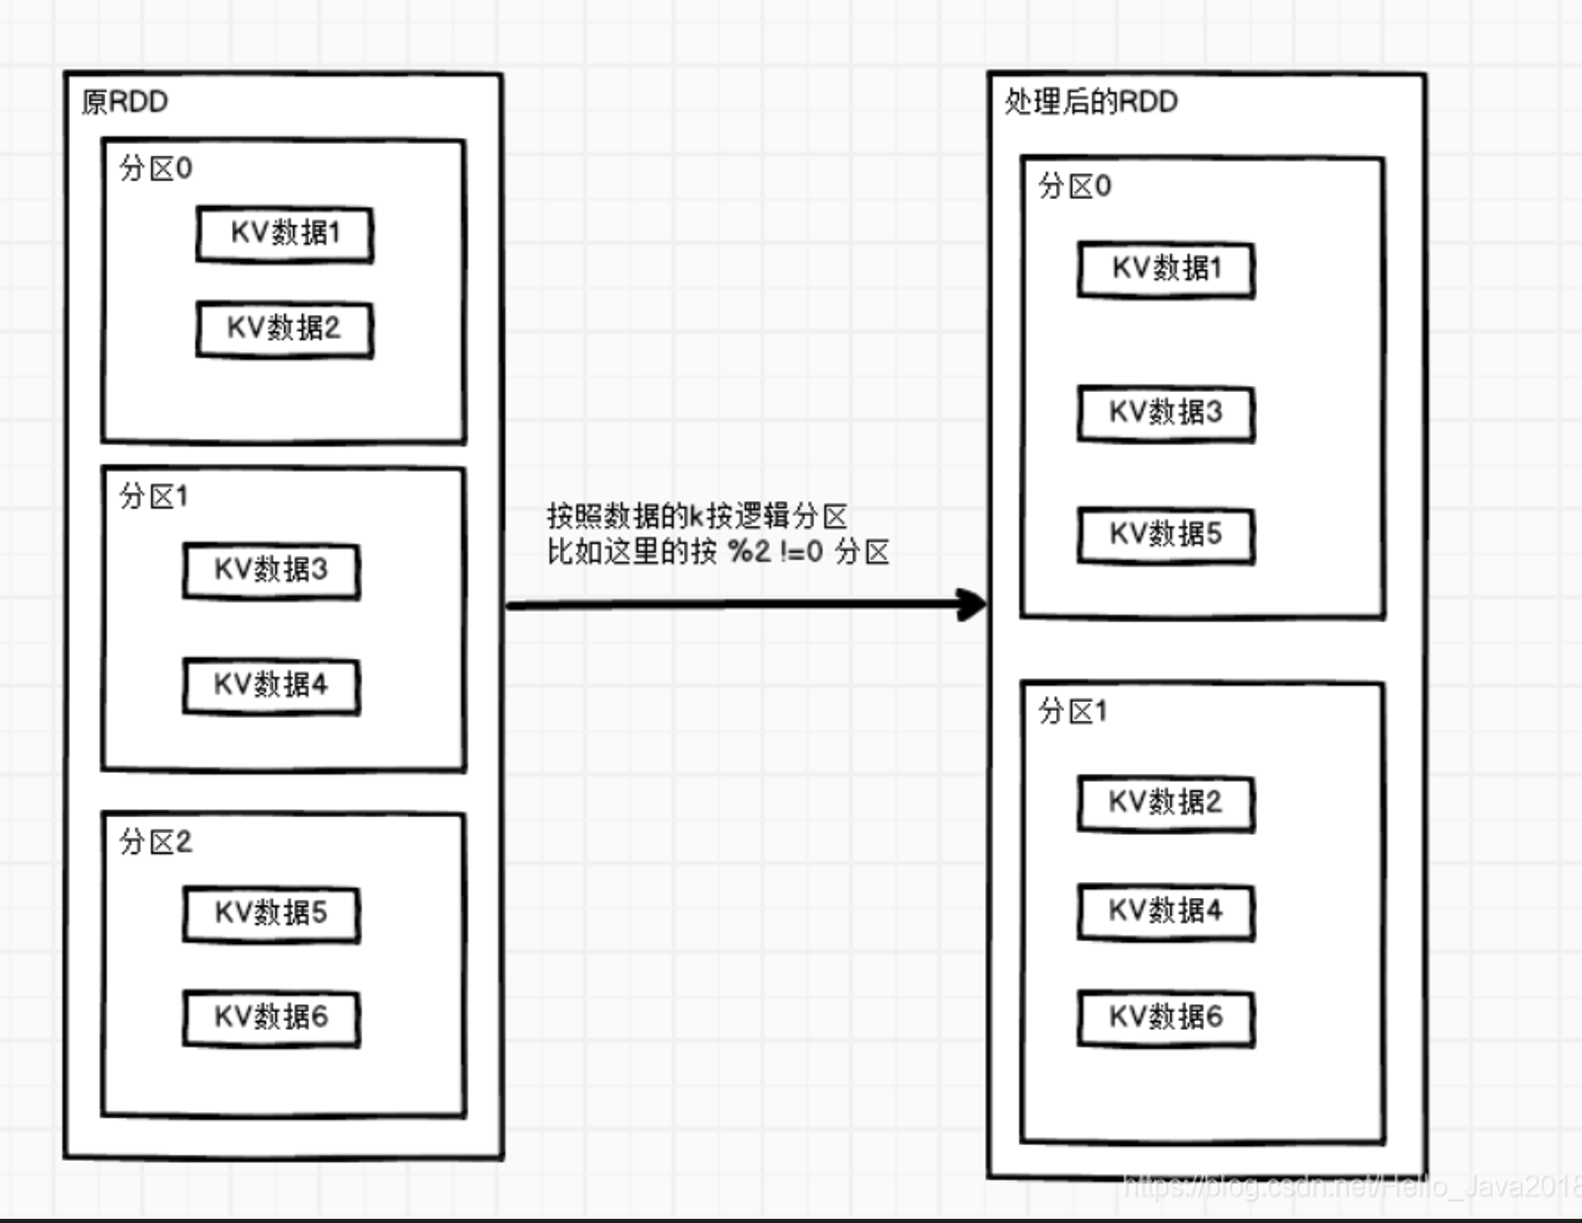 原RDD
分区0
KV数据1
KV数据2
分区1
KV数据3
KV数据4
分区2
KV数据5
KV数据6
按照数据的k按逻辑分区
比如这里的按 %2 !=0 分区
处理后的RDD
分区0
KV数据1
KV数据3
KV数据5
分区1
KV数据2
KV数据4
KV数据6
https://blog.csdn.net/Hello_Java2018